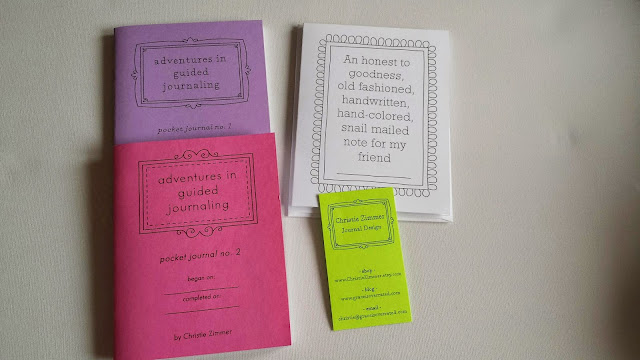 adventures in
guided
journaling
pocket journal no. 1
adventures in
guided
journaling
pocket journal no. 2
began on:
completed on:
by Christie Zimmer
An honest to
goodness,
old fashioned,
handwritten,
hand-colored,
snail mailed
note for my
friend
Christie Zimmer
Journal Design
- shop -
- blog -
- email -